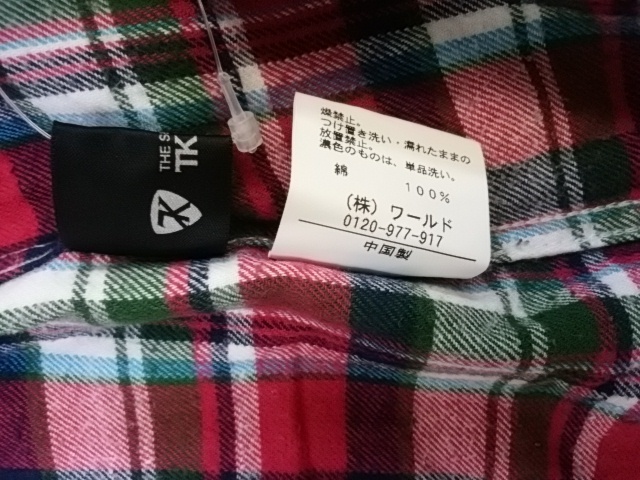 燥禁止。
つけ置き洗い・濡れたままの
放置禁止。
濃色のものは、単品洗い。
綿 100%
(株) ワールド
0120-977-917
中国製
THE S
TK